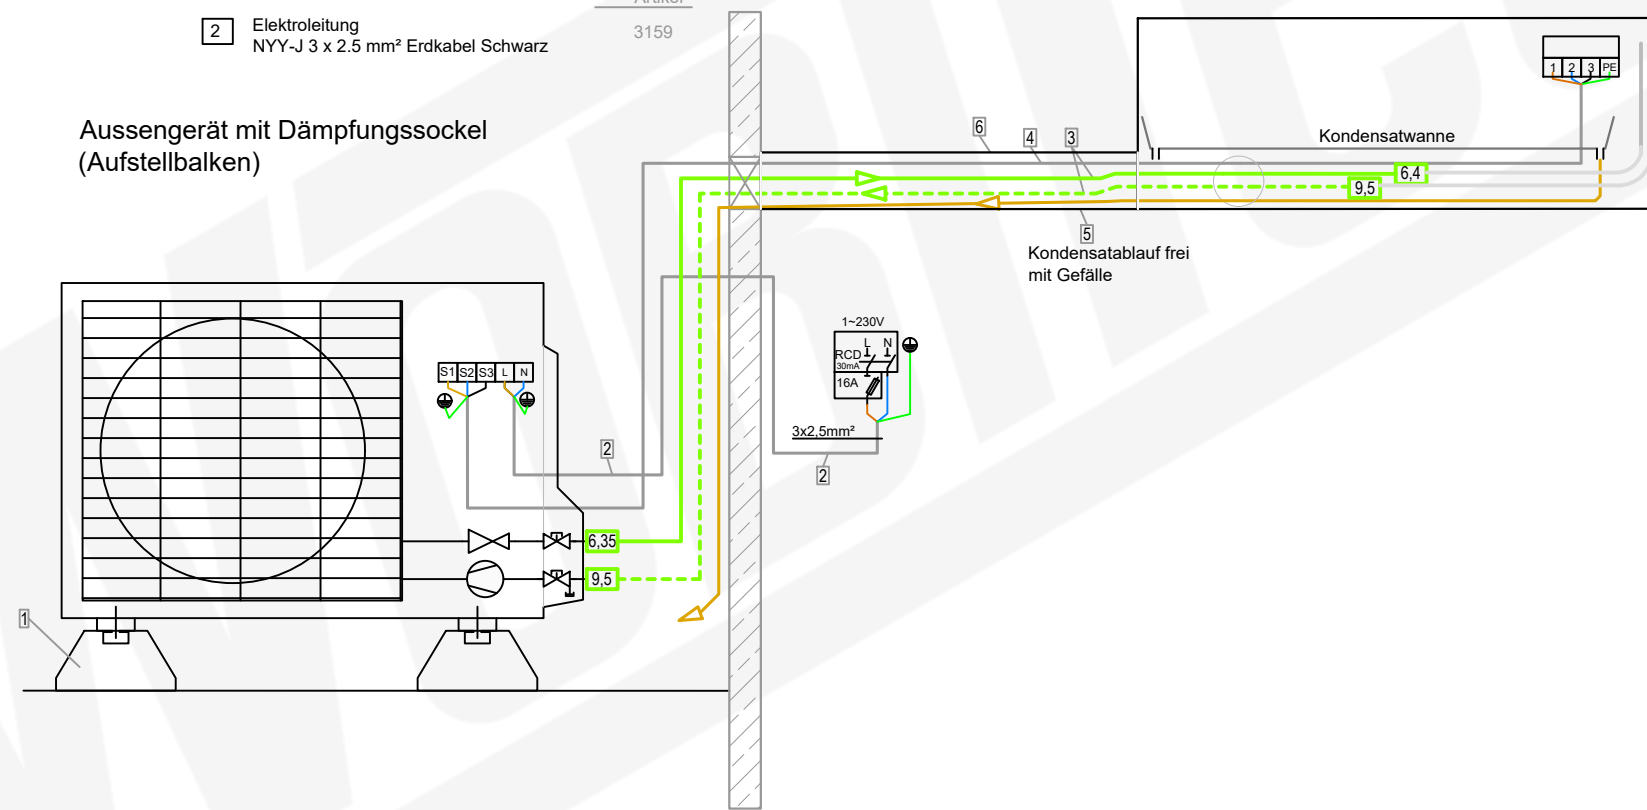 Artikel
2
Elektroleitung
NYY-J 3 x 2.5 mm² Erdkabel Schwarz
3159
Aussengerät mit Dämpfungssockel
(Aufstellbalken)
1 2 3 PE
6
4
3
Kondensatwanne
6,4
9,5
5
Kondensatablauf frei
mit Gefälle
1~230V
L N
RCD
30mA
16A
S1 S2 S3 L N
3x2,5mm²
2
2
6,35
9,5
1